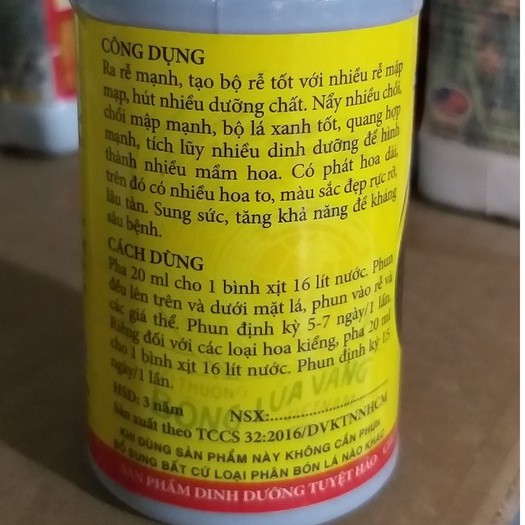 CÔNG DỤNG
Ra rễ mạnh, tạo bộ rễ tốt với nhiều rễ mập
mạp, hút nhiều dưỡng chất. Nẩy nhiều chồi,
chồi mập mạnh, bộ lá xanh tốt, quang hợp
mạnh, tích lũy nhiều dinh dưỡng để hình
thành nhiều mầm hoa. Có phát hoa dài,
trên đó có nhiều hoa to, màu sắc đẹp rực rỡ,
lâu tàn. Sung sức, tăng khả năng đề kháng
sâu bệnh.
CÁCH DÙNG
Pha 20 ml cho 1 bình xịt 16 lít nước. Phun
đều lên trên và dưới mặt lá, phun vào rễ và
các giá thể. Phun định kỳ 5-7 ngày/1 lần.
Riêng đối với các loại hoa kiểng, pha 20 ml
cho 1 bình xịt 16 lít nước. Phun định kỳ 15
ngày/1 lần.
THƯƠNG
BÔNG LÚA VÀNG
HSD: 3 năm NSX:
Sản xuất theo TCCS 32:2016/DVKTNNHCM
KHI DÙNG SẢN PHẨM NÀY KHÔNG CẦN PHUN
BỔ SUNG BẤT CỨ LOẠI PHÂN BÓN LÁ NÀO KHÁC
SẢN PHẨM DINH DƯỠNG TUYỆT HẢO